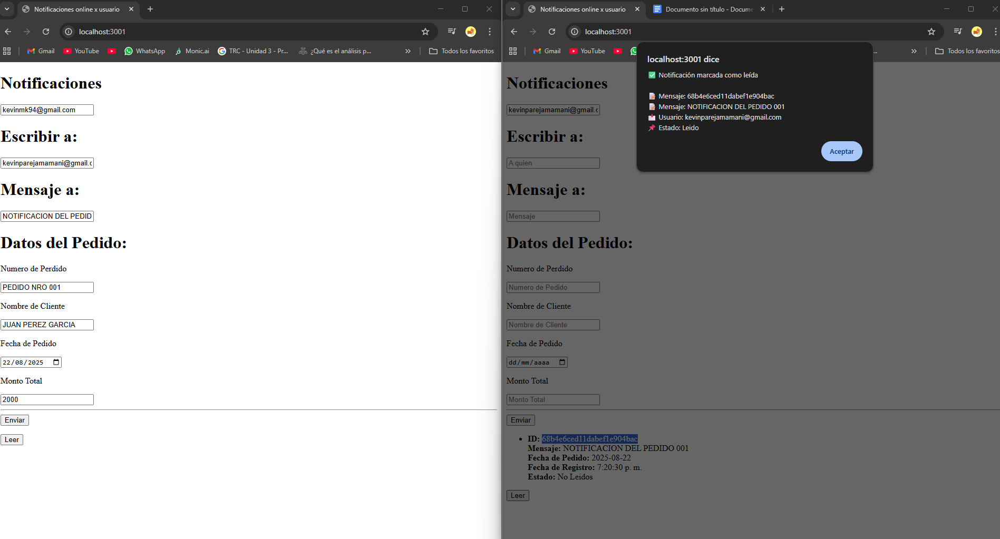 Notificaciones online x usuario
localhost:3001
Gmail
YouTube
WhatsApp
Monic.ai
TRC - Unidad 3 - Pr...
¿Qué es el análisis p...
Todos los favoritos
Notificaciones
kevinmk94@gmail.com
Escribir a:
kevinparejamamani@gmail.c
Mensaje a:
NOTIFICACION DEL PEDID
Datos del Pedido:
Numero de Perdido
PEDIDO NRO 001
Nombre de Cliente
JUAN PEREZ GARCIA
Fecha de Pedido
22/08/2025
Monto Total
2000
Enviar
Leer
Notificaciones online x usuario
Documento sin título - Docume
localhost:3001
Gmail
YouTube
...
Todos los favoritos
localhost:3001 dice
✅ Notificación marcada como leída
📝 Mensaje: 68b4e6ced11dabef1e904bac
📝 Mensaje: NOTIFICACION DEL PEDIDO 001
📩 Usuario: kevinparejamamani@gmail.com
📌 Estado: Leido
Aceptar
Notificaciones
kevinparejamamani@gmail.c
Escribir a:
A quien
Mensaje a:
Mensaje
Datos del Pedido:
Numero de Perdido
Numero de Pedido
Nombre de Cliente
Nombre de Cliente
Fecha de Pedido
dd/mm/aaaa
Monto Total
Monto Total
Enviar
• ID: 68b4e6ced11dabef1e904bac
Mensaje: NOTIFICACION DEL PEDIDO 001
Fecha de Pedido: 2025-08-22
Fecha de Registro: 7:20:30 p. m.
Estado: No Leidos
Leer